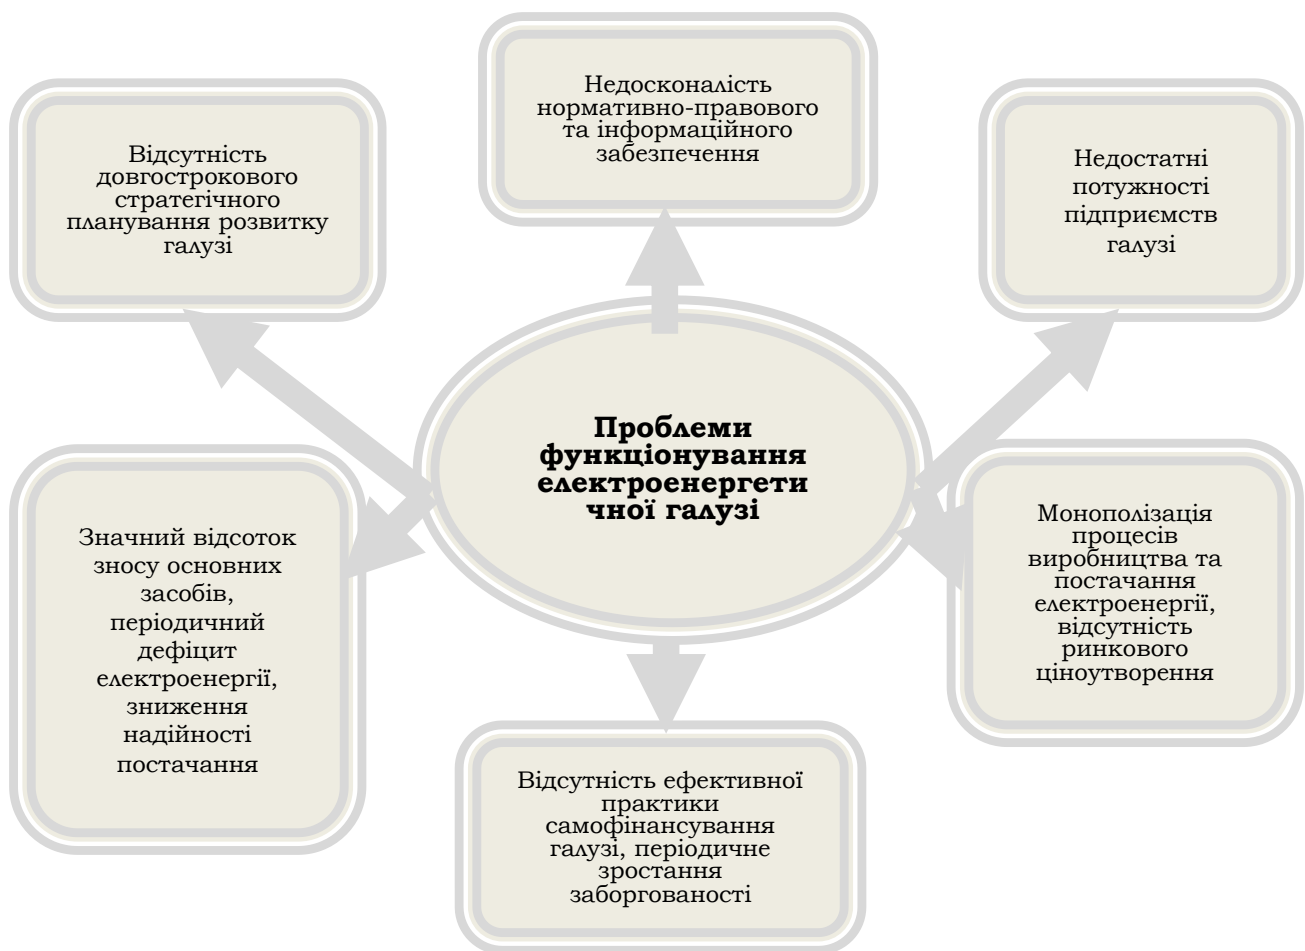 Недосконалість
нормативно-правового
та інформаційного
забезпечення
Відсутність
довгострокового
стратегічного
планування розвитку
галузі
Недостатні
потужності
підприємств
галузі
Проблеми
функціонування
електроенергети
чної галузі
Значний відсоток
зносу основних
засобів,
періодичний
дефіцит
електроенергії,
зниження
надійності
постачання
Монополізація
процесів
виробництва та
постачання
електроенергії,
відсутність
ринкового
ціноутворення
Відсутність ефективної
практики
самофінансування
галузі, періодичне
зростання
заборгованості